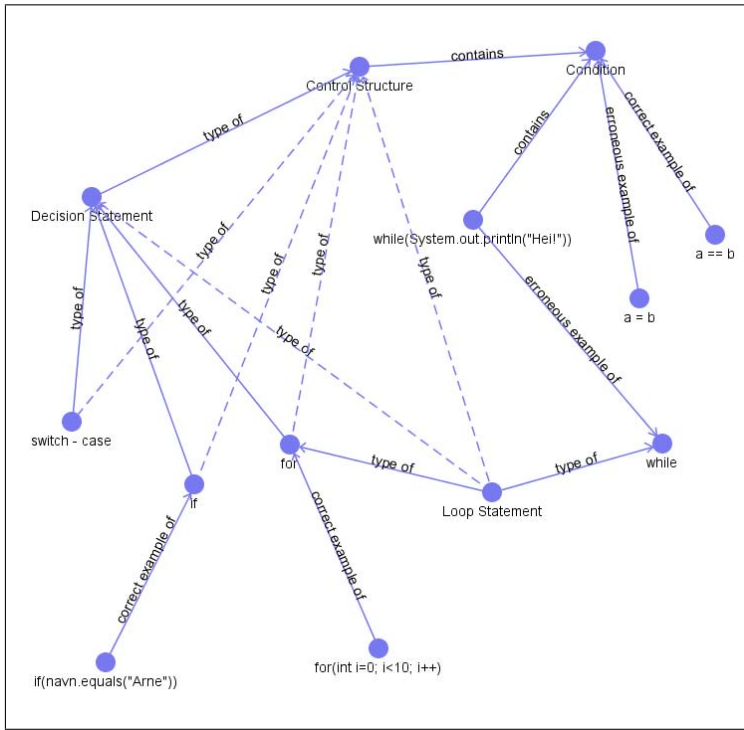 contains
Control Structure
Condition
type of
contains
erroneous example of
correct example of
Decision Statement
type of
type of
type of
type of
while(System.out.println("Hei!"))
a == b
erroneous example of
a = b
type of
type of
type of
type of
type of
switch - case
for
type of
type of
while
if
Loop Statement
correct example of
correct example of
if(navn.equals("Arne"))
for(int i=0; i<10; i++)